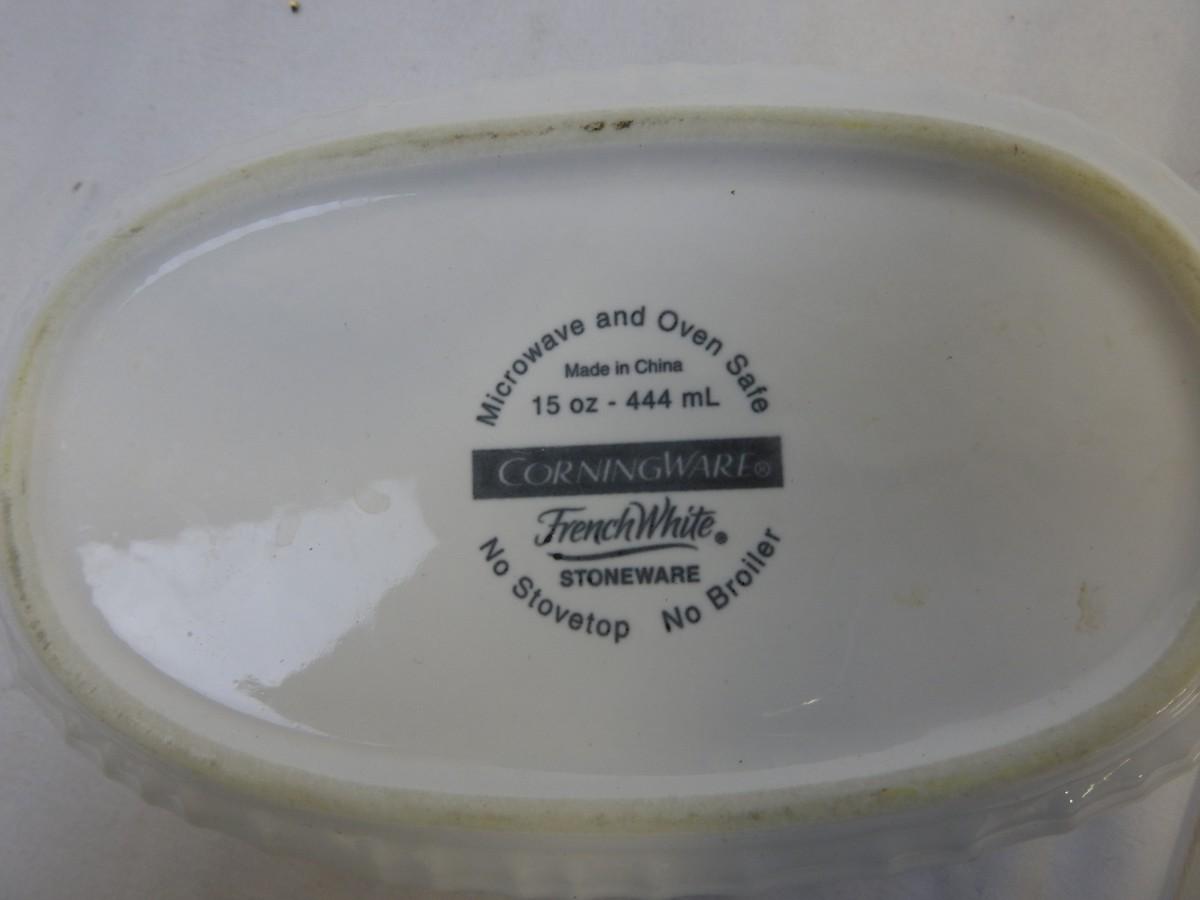 Microwave and Oven Safe
Made in China
15 oz - 444 mL
CORNINGWARE®
FrenchWhite®
STONEWARE
No Stovetop No Broiler